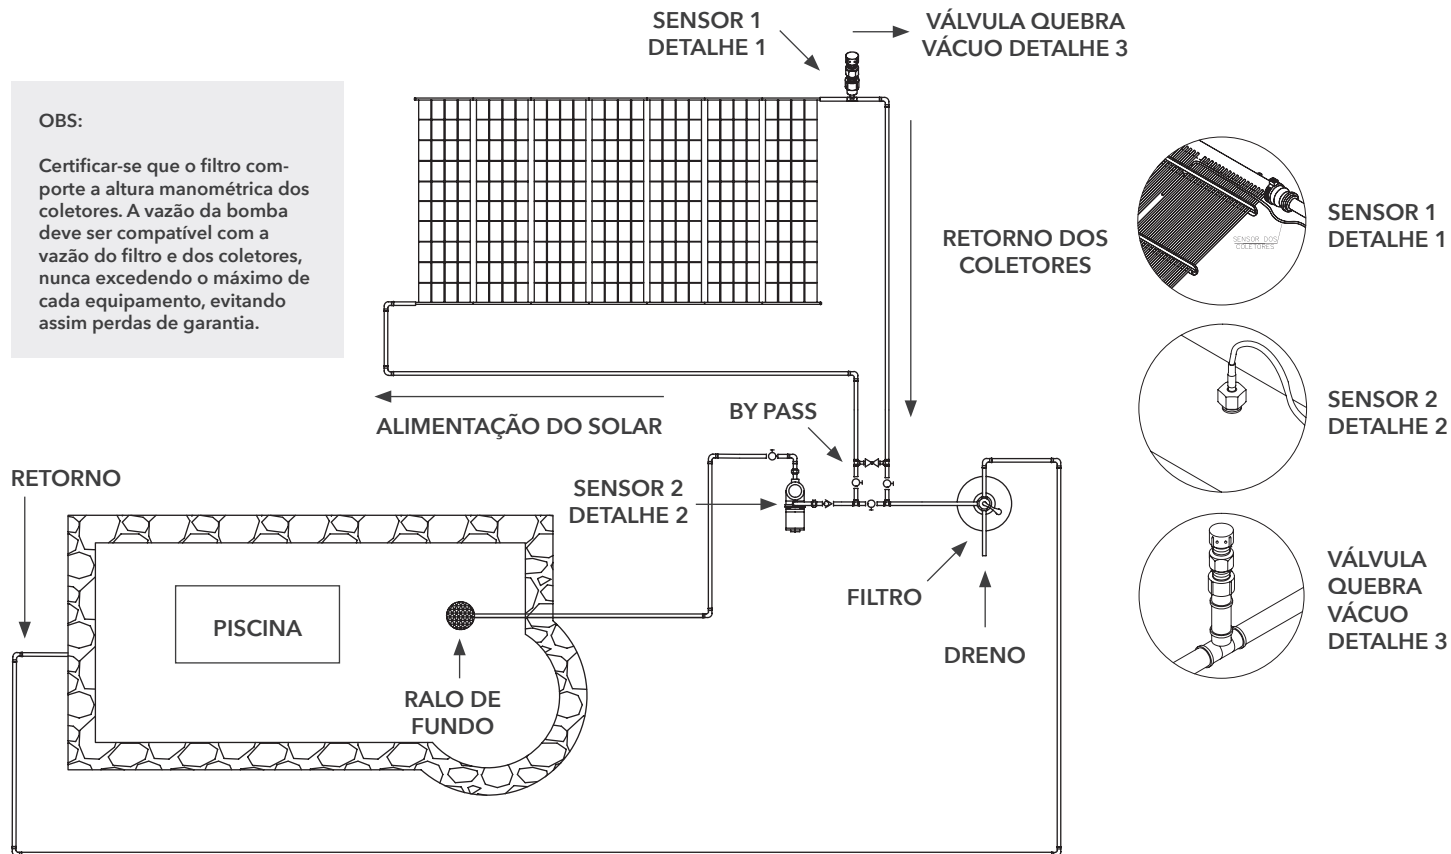 SENSOR 1
DETALHE 1
VÁLVULA QUEBRA
VÁCUO DETALHE 3
OBS:
Certificar-se que o filtro com-
porte a altura manométrica dos
coletores. A vazão da bomba
deve ser compatível com a
vazão do filtro e dos coletores,
nunca excedendo o máximo de
cada equipamento, evitando
assim perdas de garantia.
RETORNO DOS
COLETORES
SENSOR DOS
COLETORES
SENSOR 1
DETALHE 1
ALIMENTAÇÃO DO SOLAR
BY PASS
SENSOR 2
DETALHE 2
RETORNO
SENSOR 2
DETALHE 2
PISCINA
RALO DE
FUNDO
FILTRO
DRENO
VÁLVULA
QUEBRA
VÁCUO
DETALHE 3